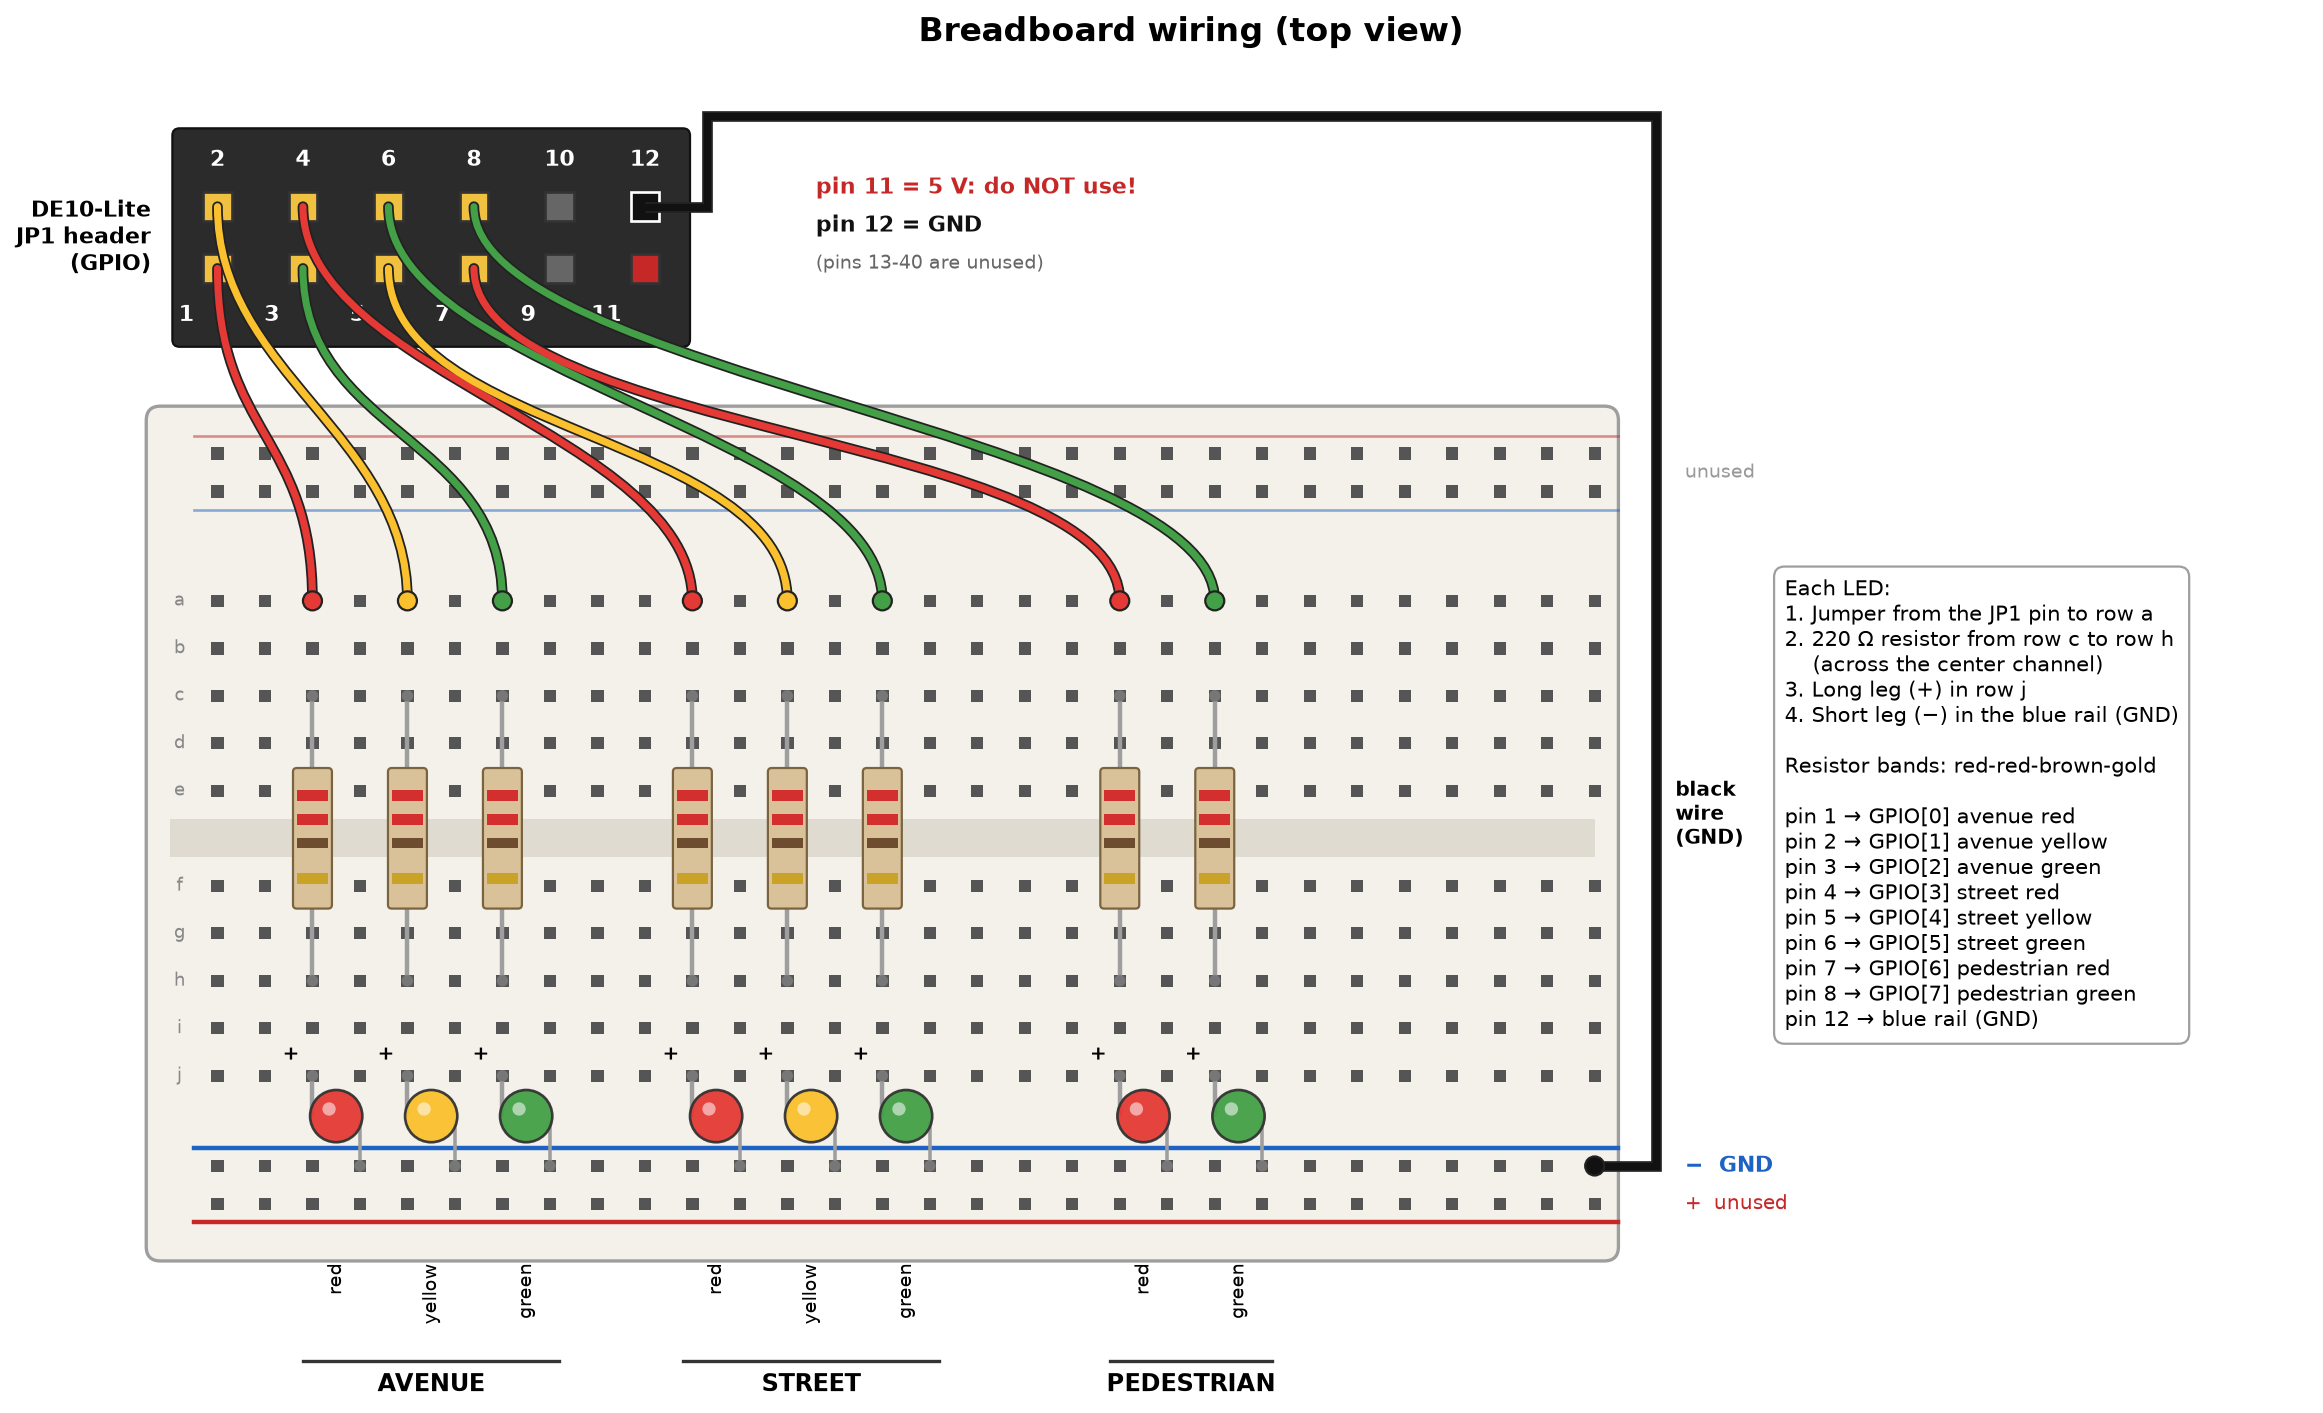 Breadboard wiring (top view)
2 4 6 8 10 12
DE10-Lite
JP1 header
(GPIO)
1 3 5 7 9 11
pin 11 = 5 V: do NOT use!
pin 12 = GND
(pins 13-40 are unused)
unused
a
b
c
d
e
f
g
h
i
j
+ + + + + + + +
black
wire
(GND)
Each LED:
1. Jumper from the JP1 pin to row a
2. 220 Ω resistor from row c to row h
(across the center channel)
3. Long leg (+) in row j
4. Short leg (−) in the blue rail (GND)
Resistor bands: red-red-brown-gold
pin 1 → GPIO[0] avenue red
pin 2 → GPIO[1] avenue yellow
pin 3 → GPIO[2] avenue green
pin 4 → GPIO[3] street red
pin 5 → GPIO[4] street yellow
pin 6 → GPIO[5] street green
pin 7 → GPIO[6] pedestrian red
pin 8 → GPIO[7] pedestrian green
pin 12 → blue rail (GND)
− GND
+ unused
red
yellow
green
red
yellow
green
red
green
AVENUE
STREET
PEDESTRIAN